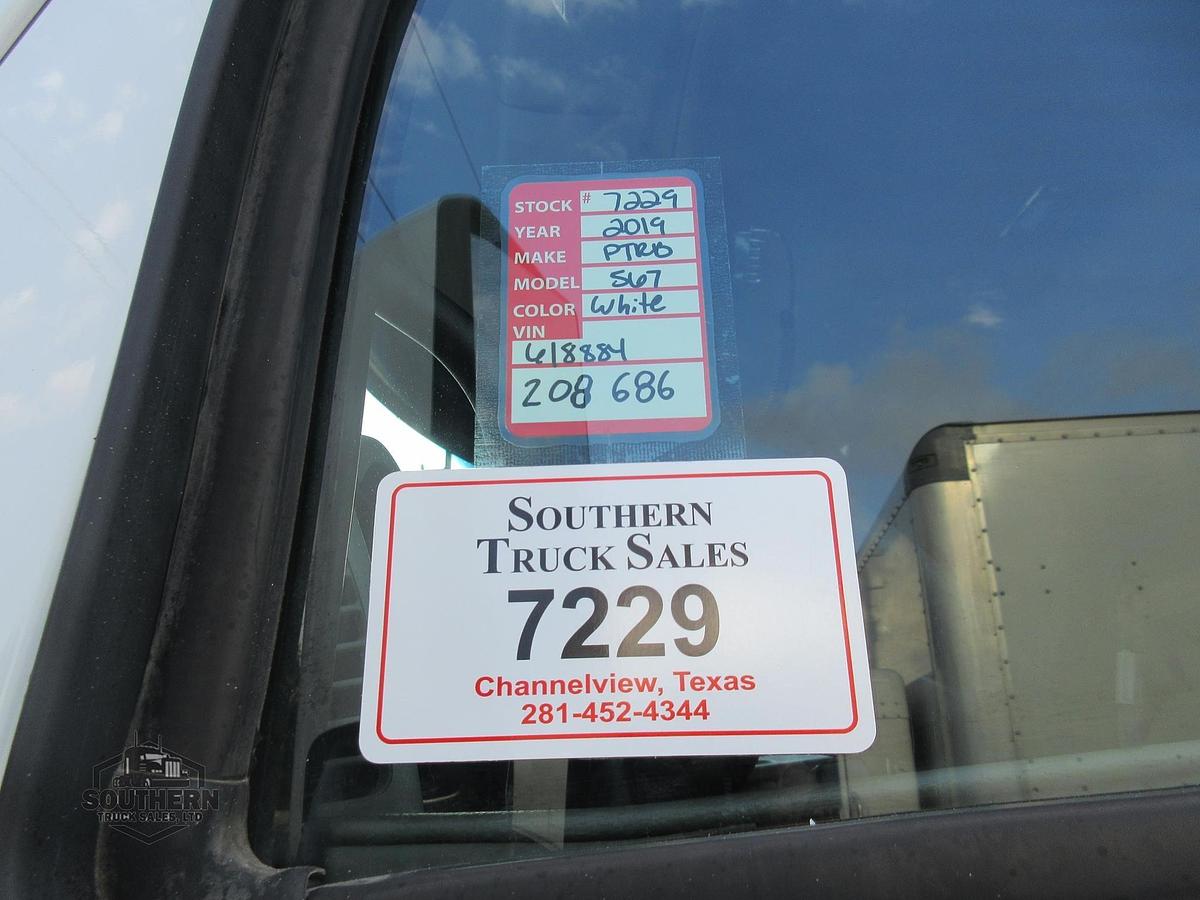 STOCK # 7229
YEAR 2019
MAKE PTRB
MODEL 567
COLOR White
VIN
618884
208 686
SOUTHERN
TRUCK SALES
7229
Channelview, Texas
281-452-4344
SOUTHERN
TRUCK SALES, LTD